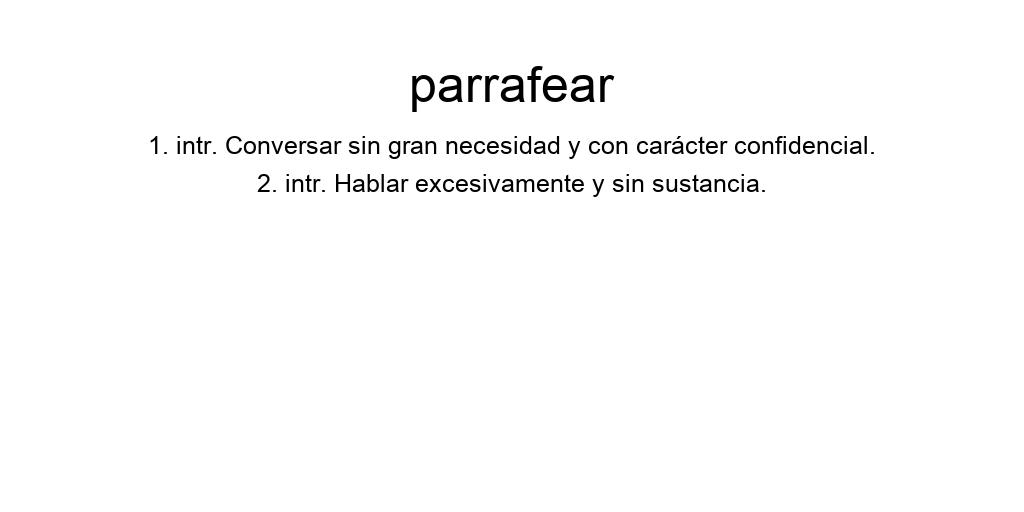 parrafear
1. intr. Conversar sin gran necesidad y con carácter confidencial.
2. intr. Hablar excesivamente y sin sustancia.